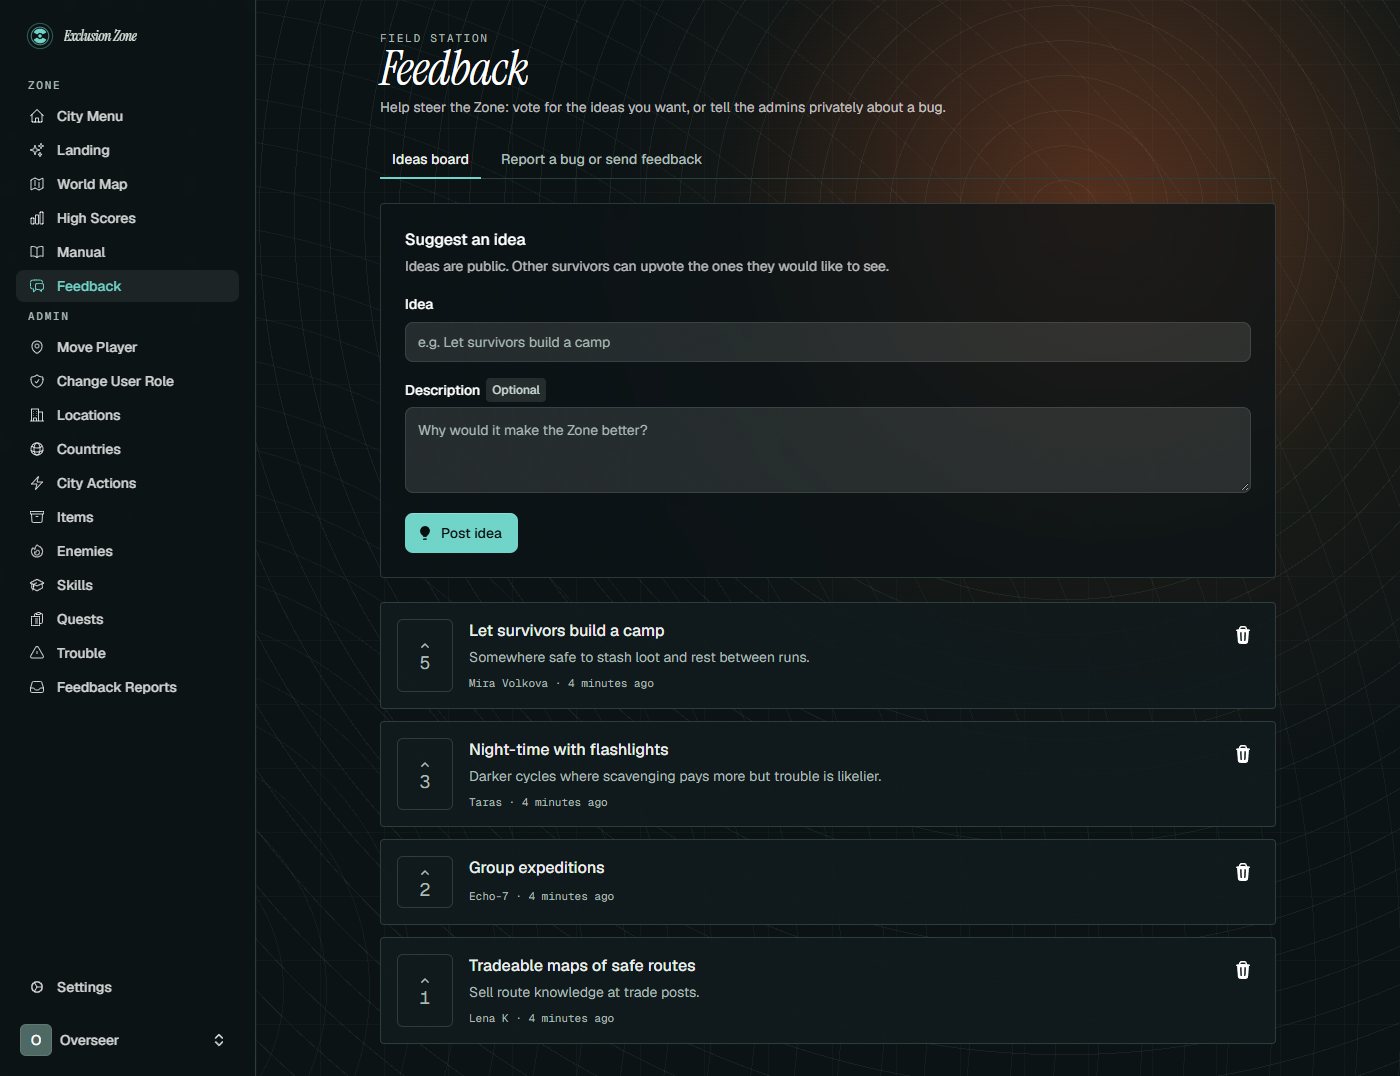 Exclusion Zone
ZONE
City Menu
Landing
World Map
High Scores
Manual
Feedback
ADMIN
Move Player
Change User Role
Locations
Countries
City Actions
Items
Enemies
Skills
Quests
Trouble
Feedback Reports
Settings
O Overseer
FIELD STATION
Feedback
Help steer the Zone: vote for the ideas you want, or tell the admins privately about a bug.
Ideas board Report a bug or send feedback
Suggest an idea
Ideas are public. Other survivors can upvote the ones they would like to see.
Idea
e.g. Let survivors build a camp
Description Optional
Why would it make the Zone better?
Post idea
5
Let survivors build a camp
Somewhere safe to stash loot and rest between runs.
Mira Volkova · 4 minutes ago
3
Night-time with flashlights
Darker cycles where scavenging pays more but trouble is likelier.
Taras · 4 minutes ago
2
Group expeditions
Echo-7 · 4 minutes ago
1
Tradeable maps of safe routes
Sell route knowledge at trade posts.
Lena K · 4 minutes ago